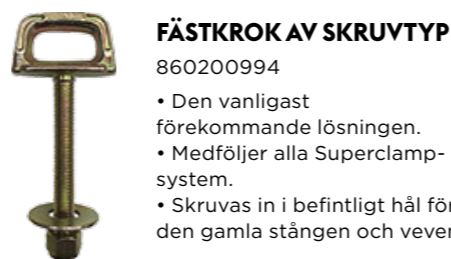 FÄSTKROK AV SKRUVTYP
860200994
• Den vanligast
förekommande lösningen.
• Medföljer alla Superclamp-
system.
• Skruvas in i befintligt hål för
den gamla stången och